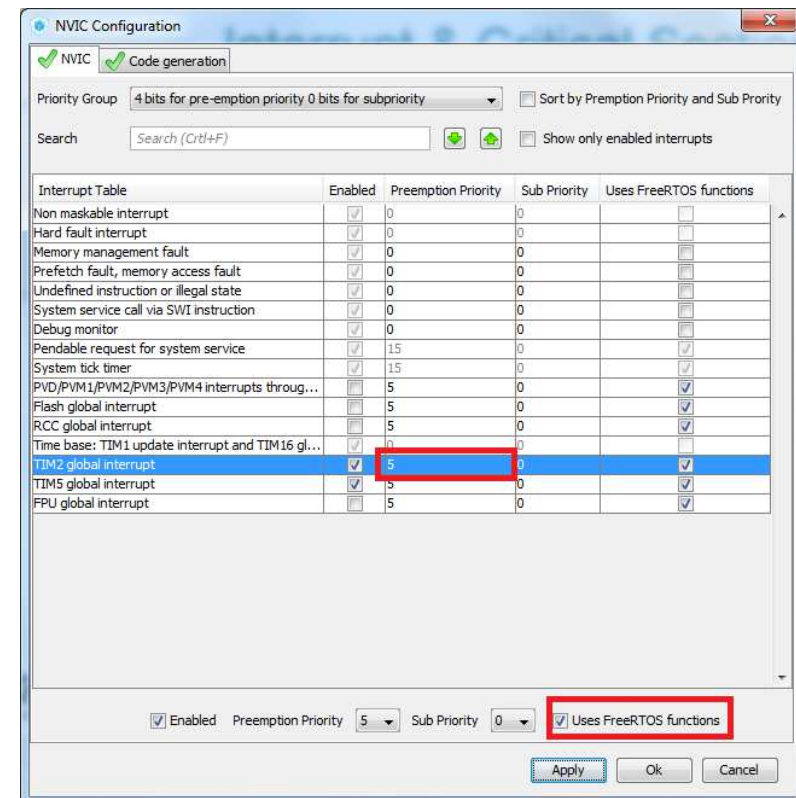 NVIC Configuration
NVIC Code generation
Priority Group 4 bits for pre-emption priority 0 bits for subpriority Sort by Premption Priority and Sub Prority
Search Search (Crtl+F) Show only enabled interrupts
Interrupt Table Enabled Preemption Priority Sub Priority Uses FreeRTOS functions
Non maskable interrupt 0 0
Hard fault interrupt 0 0
Memory management fault 0 0
Prefetch fault, memory access fault 0 0
Undefined instruction or illegal state 0 0
System service call via SWI instruction 0 0
Debug monitor 0 0
Pendable request for system service 15 0
System tick timer 15 0
PVD/PVM1/PVM2/PVM3/PVM4 interrupts throug... 5 0
Flash global interrupt 5 0
RCC global interrupt 5 0
Time base: TIM1 update interrupt and TIM16 gl... 0 0
TIM2 global interrupt 5 0
TIM5 global interrupt 5 0
FPU global interrupt 5 0
Enabled Preemption Priority 5 Sub Priority 0 Uses FreeRTOS functions
Apply Ok Cancel